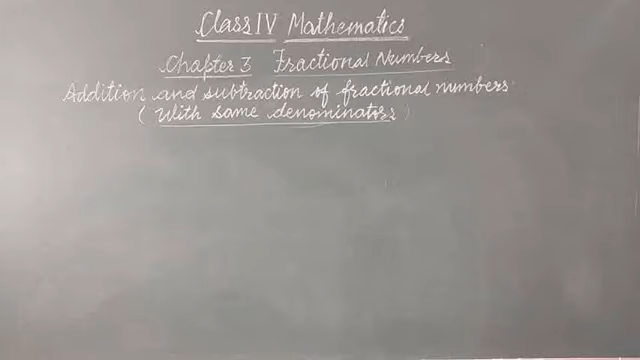 Class IV Mathematics
Chapter 3 Fractional Numbers
Addition and subtraction of fractional numbers
( With same denominators )